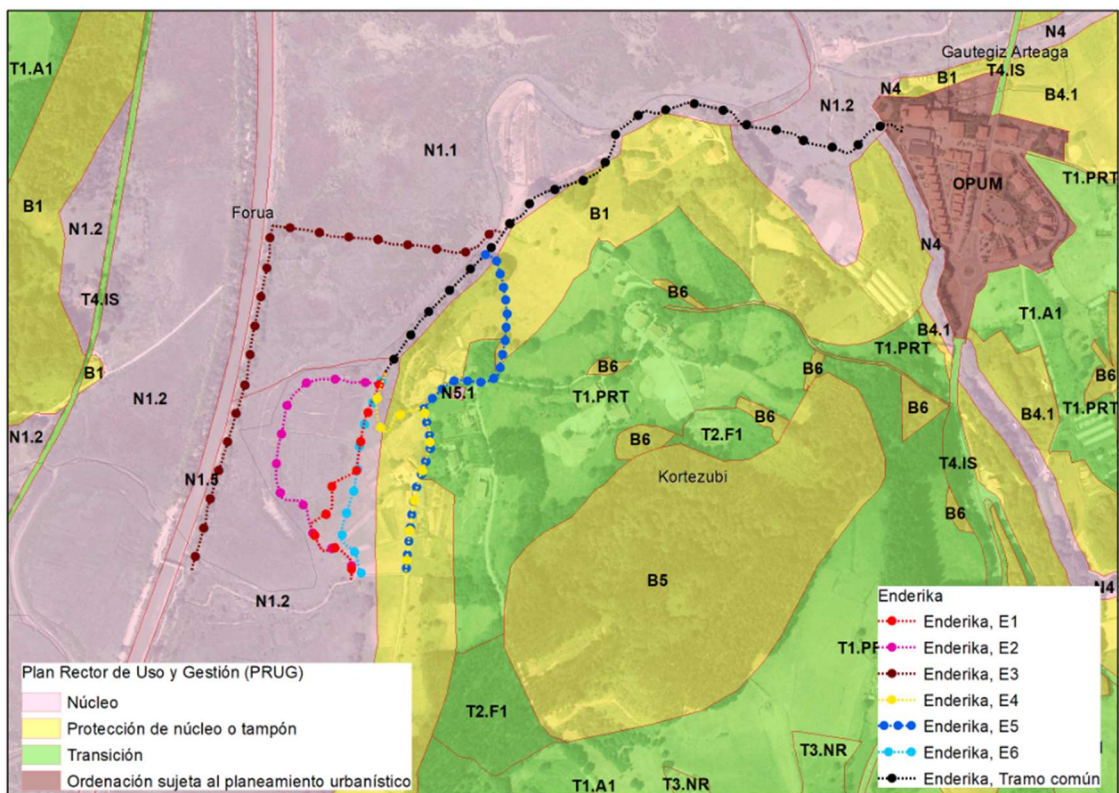 N4
Gautegiz Arteaga
T1.A1
B1
T4.IS
N4
N1.2
B4.1
N1.1
T1.PRT
OPUM
B1
Forua
B1
N1.2
N4
T4.IS
B6
T1.A1
B4.1
T1.PRT
B1
B6
B6
N5.1
T1.PRT
B6
N1.2
B6
B4.1
T1.PRT
N1.2
B6
T2.F1
T4.IS
Kortezubi
N1.5
B6
B5
N4
N1.2
T2.F1
T3.NR
T1.A1
T3.NR
Plan Rector de Uso y Gestión (PRUG)
Núcleo
Protección de núcleo o tampón
Transición
Ordenación sujeta al planeamiento urbanístico
Enderika
Enderika, E1
Enderika, E2
Enderika, E3
Enderika, E4
Enderika, E5
Enderika, E6
Enderika, Tramo común